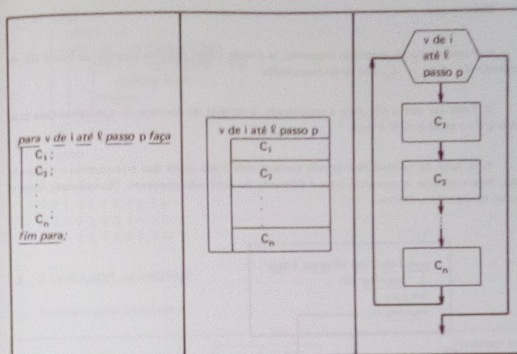 para v de i até ℓ passo p faça
C₁;
C₂;
.
.
.
Cₙ;
fim para;
v de i até ℓ passo p
C₁
C₂
.
.
.
Cₙ
v de i
até ℓ
passo p
C₁
C₂
Cₙ